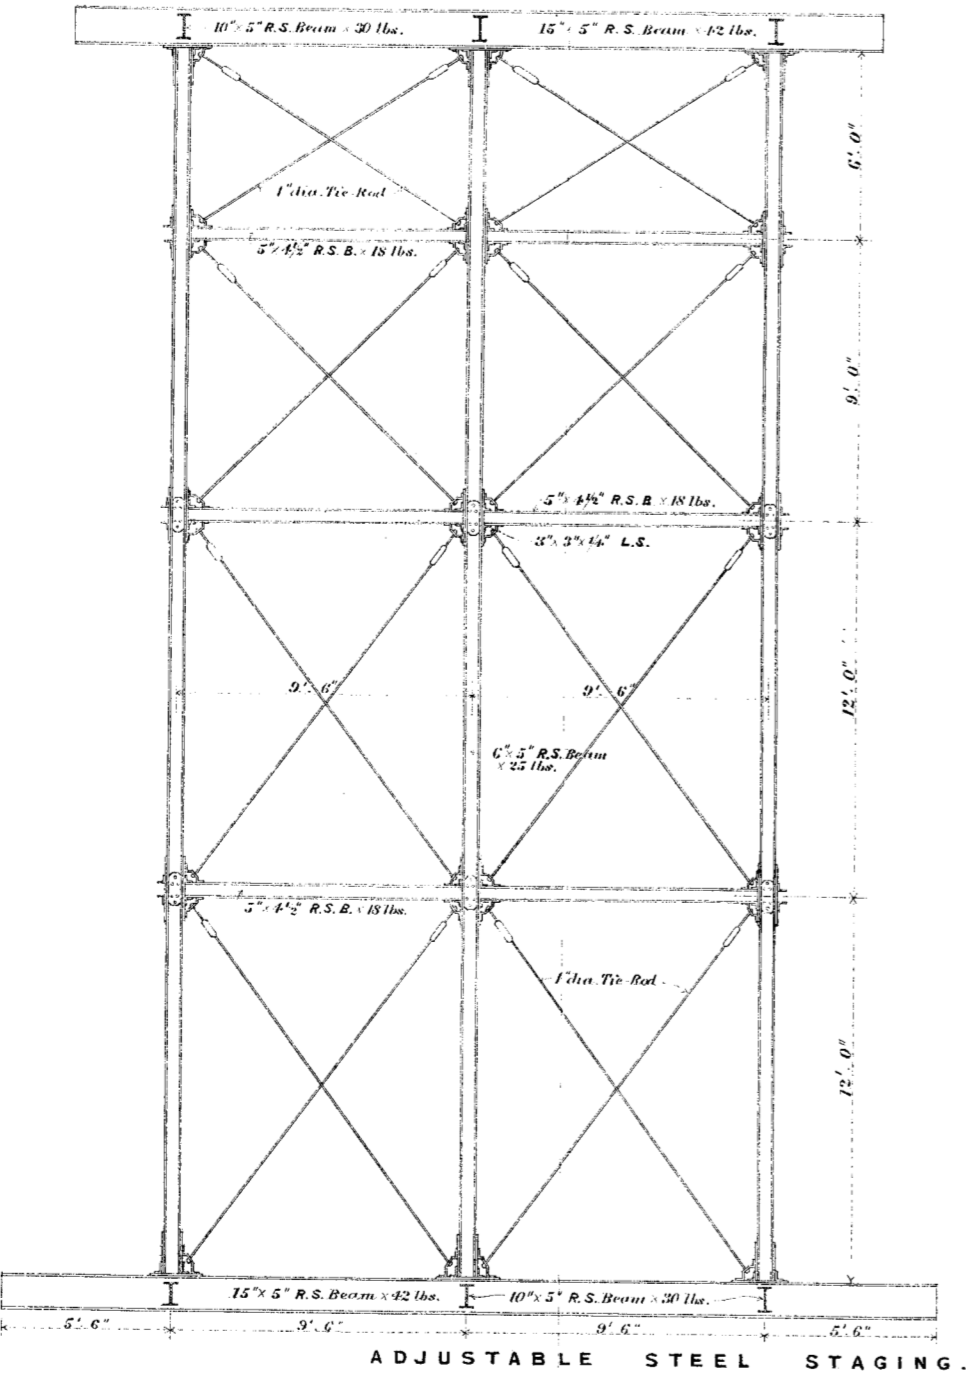 10" × 5" R.S. Beam × 30 lbs.
15" × 5" R.S. Beam × 42 lbs.
6'. 0"
1" dia. Tie-Rod
5" × 4½" R.S.B. × 18 lbs.
9'. 0"
5" × 4½" R.S.B × 18 lbs.
3" × 3" × ¼" L.S.
12'. 0"
9'. 6"
9'. 6"
6" × 5" R.S. Beam
× 25 lbs.
5" × 4½" R.S.B. × 18 lbs.
1" dia. Tie-Rod
12'. 0"
15" × 5" R.S. Beam × 42 lbs.
10" × 5" R.S. Beam × 30 lbs.
5'. 6"
9'. 6"
9'. 6"
5'. 6"
ADJUSTABLE STEEL STAGING.